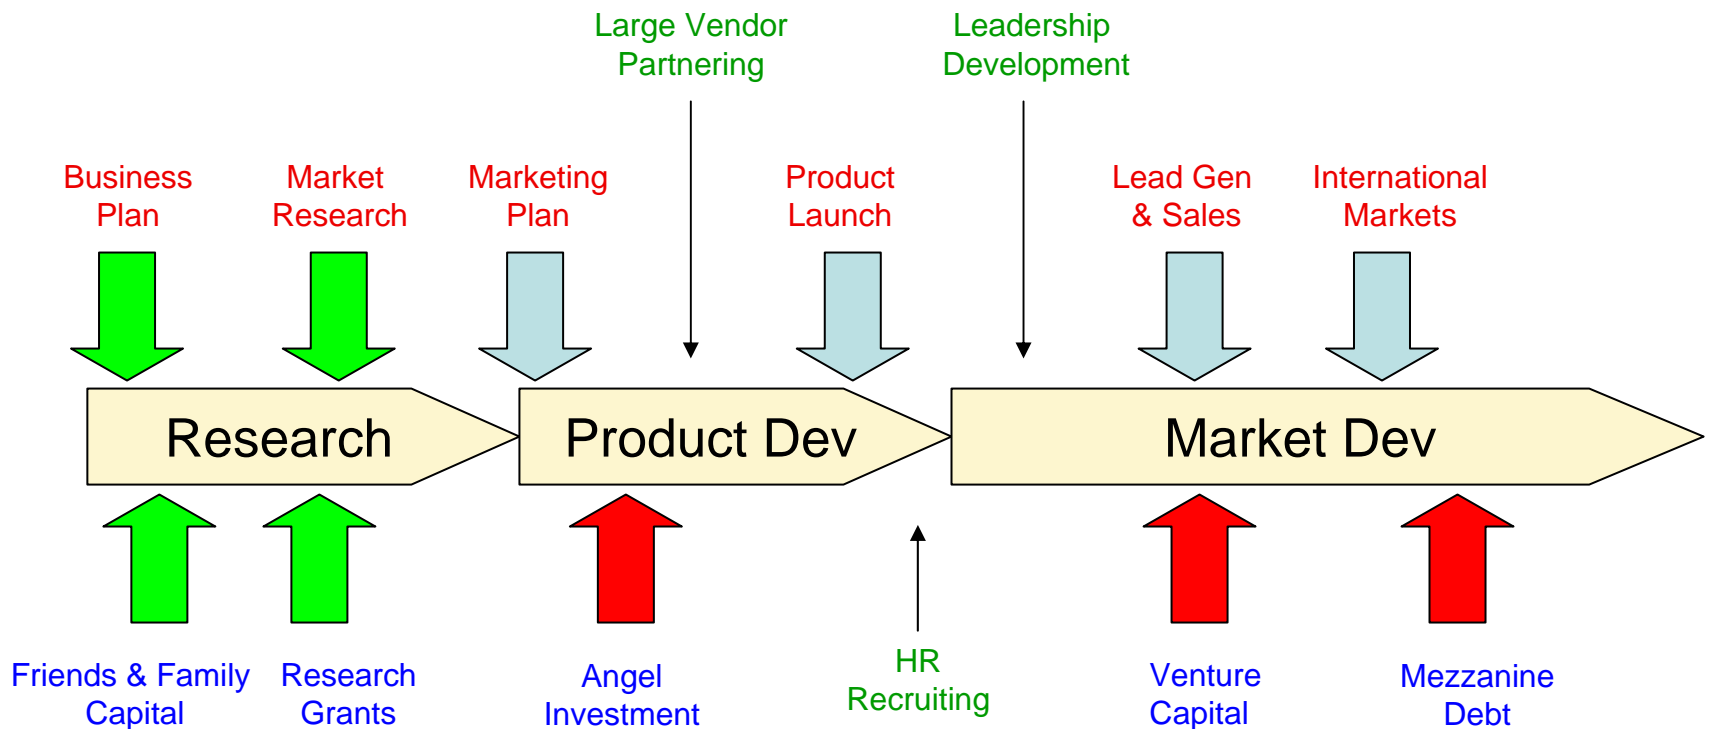 Large Vendor
Partnering
Leadership
Development
Business
Plan
Market
Research
Marketing
Plan
Product
Launch
Lead Gen
& Sales
International
Markets
Research
Product Dev
Market Dev
Friends & Family
Capital
Research
Grants
Angel
Investment
HR
Recruiting
Venture
Capital
Mezzanine
Debt